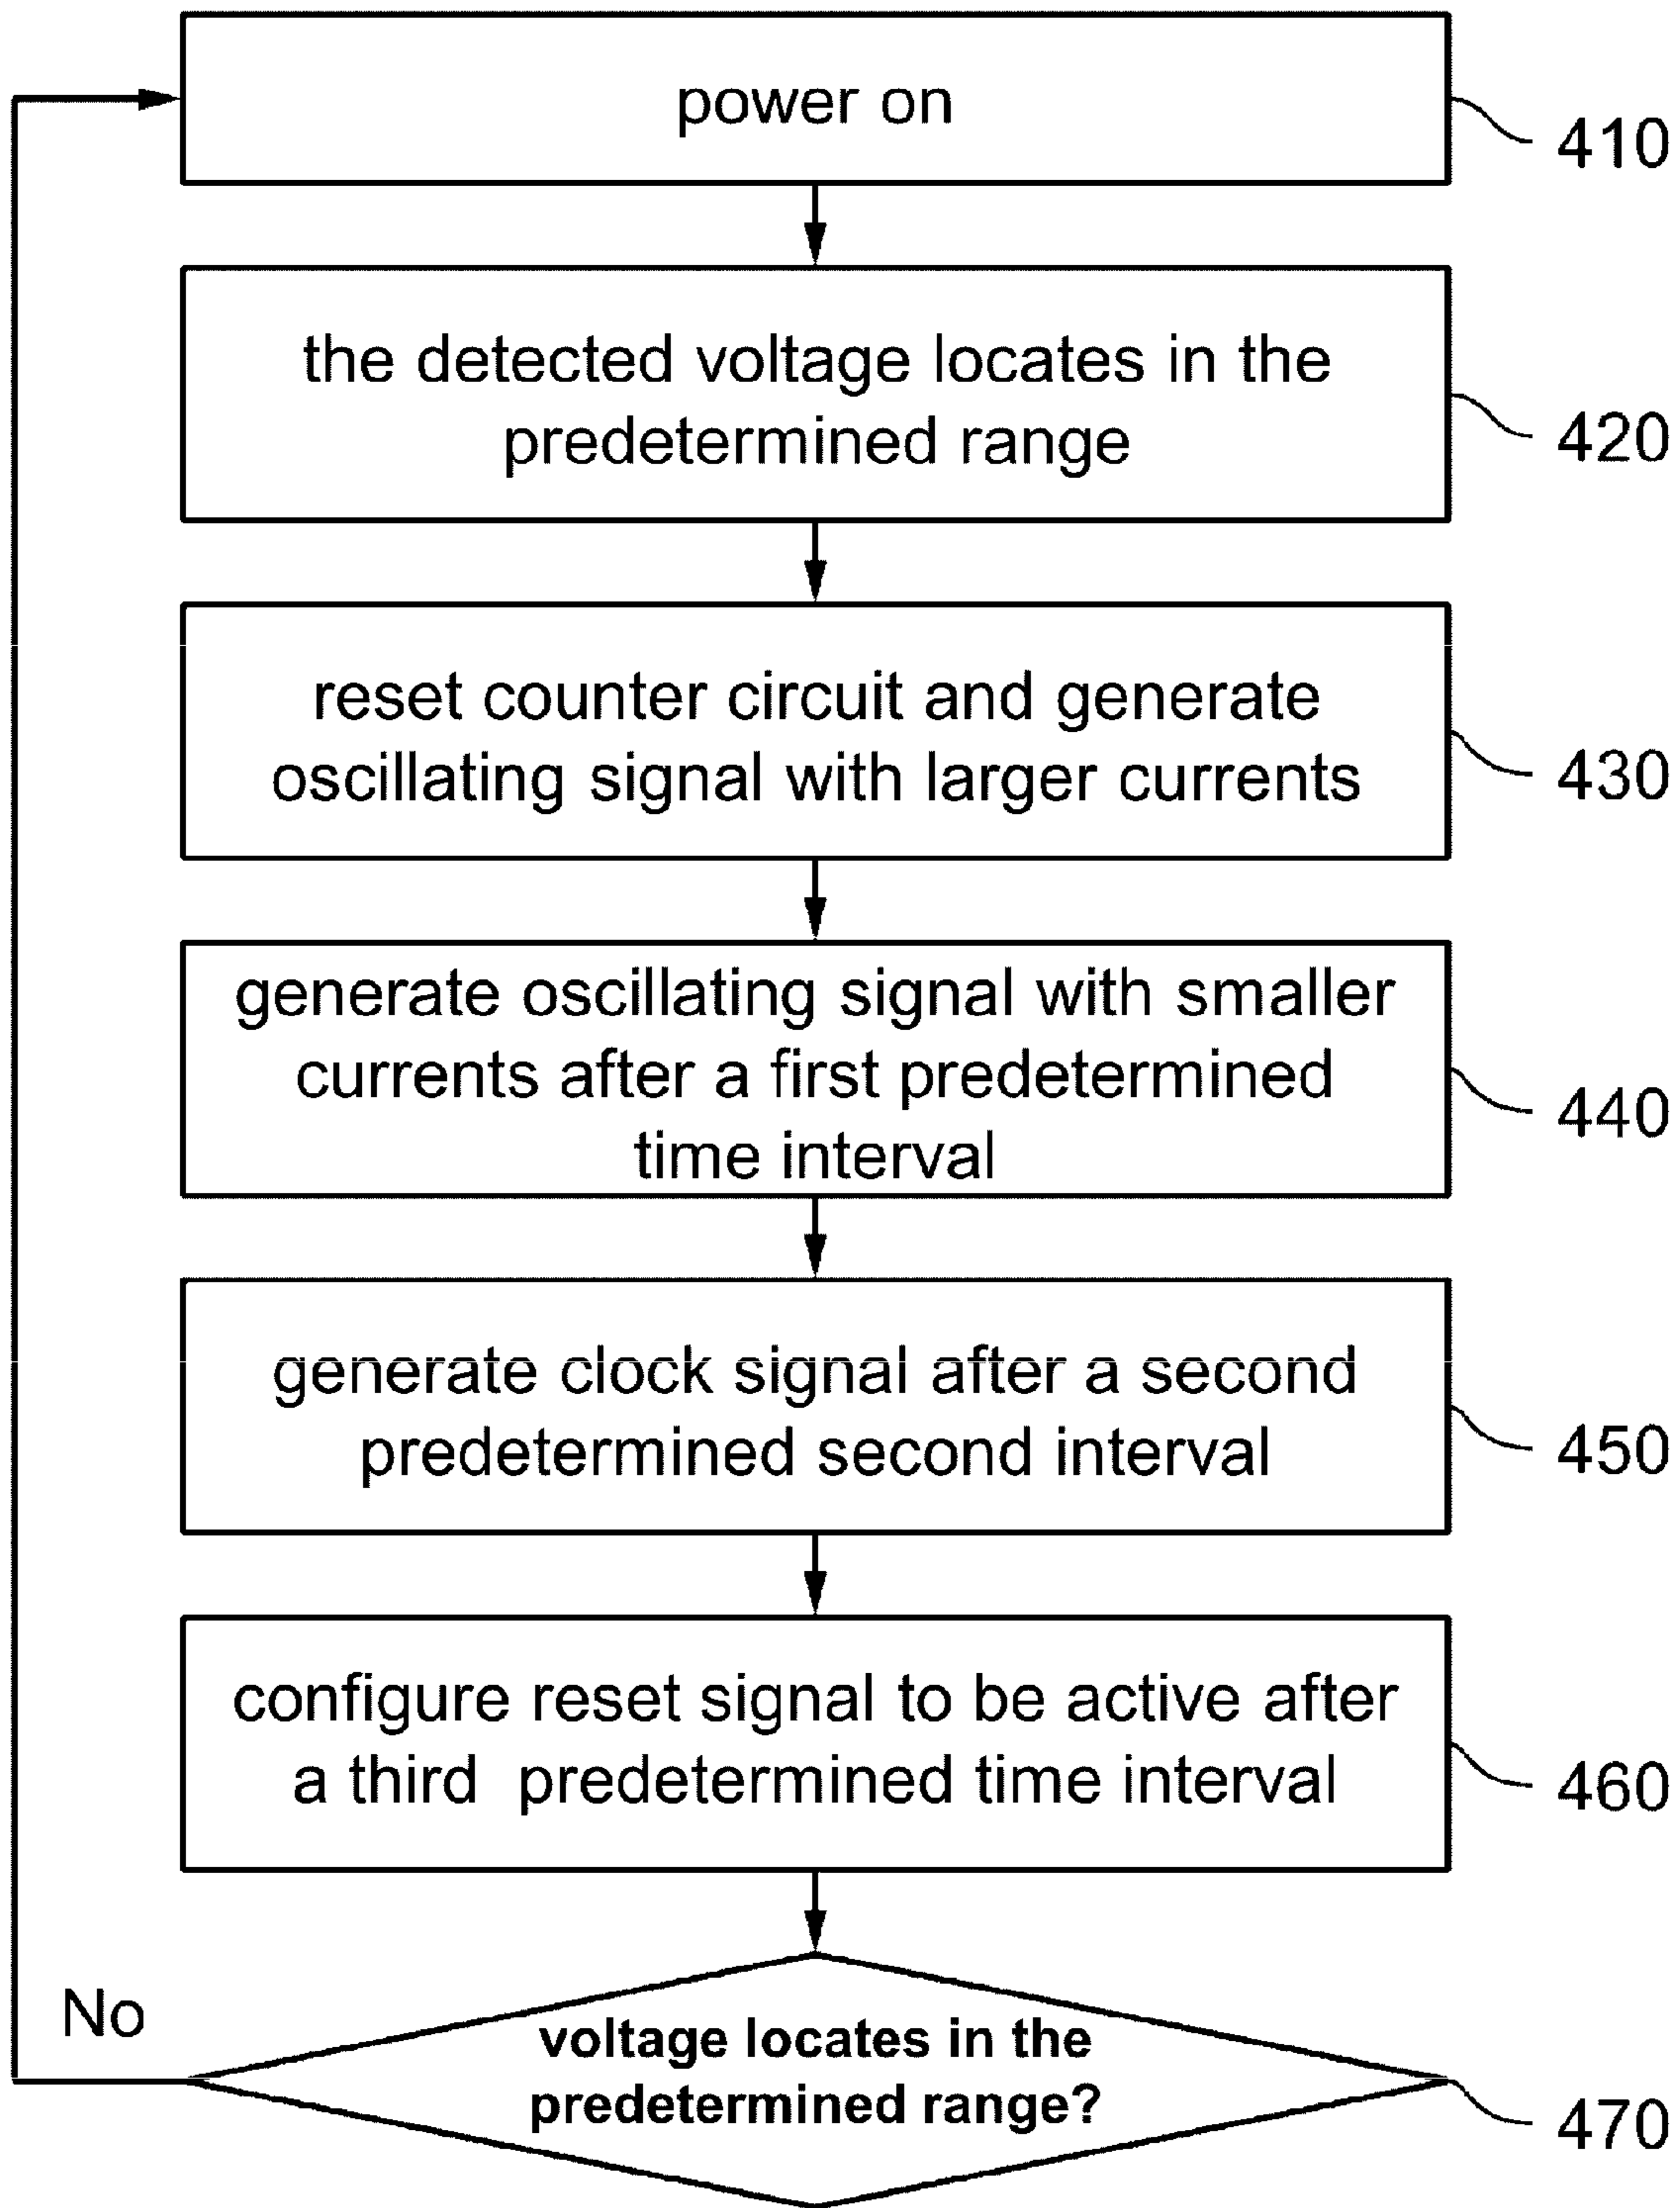 power on
410
the detected voltage locates in the
predetermined range
420
reset counter circuit and generate
oscillating signal with larger currents
430
generate oscillating signal with smaller
currents after a first predetermined
time interval
440
generate clock signal after a second
predetermined second interval
450
configure reset signal to be active after
a third predetermined time interval
460
No
voltage locates in the
predetermined range?
470